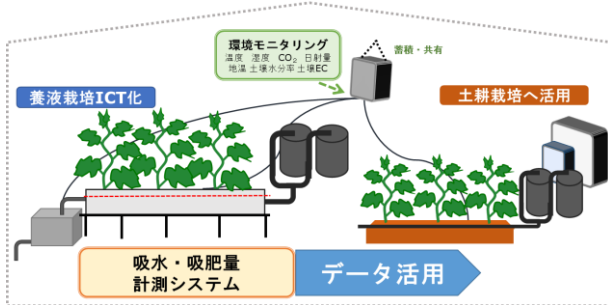 環境モニタリング
温度 湿度 CO₂ 日射量
地温 土壌水分率 土壌EC
蓄積・共有
養液栽培ICT化
土耕栽培へ活用
吸水・吸肥量
計測システム
データ活用